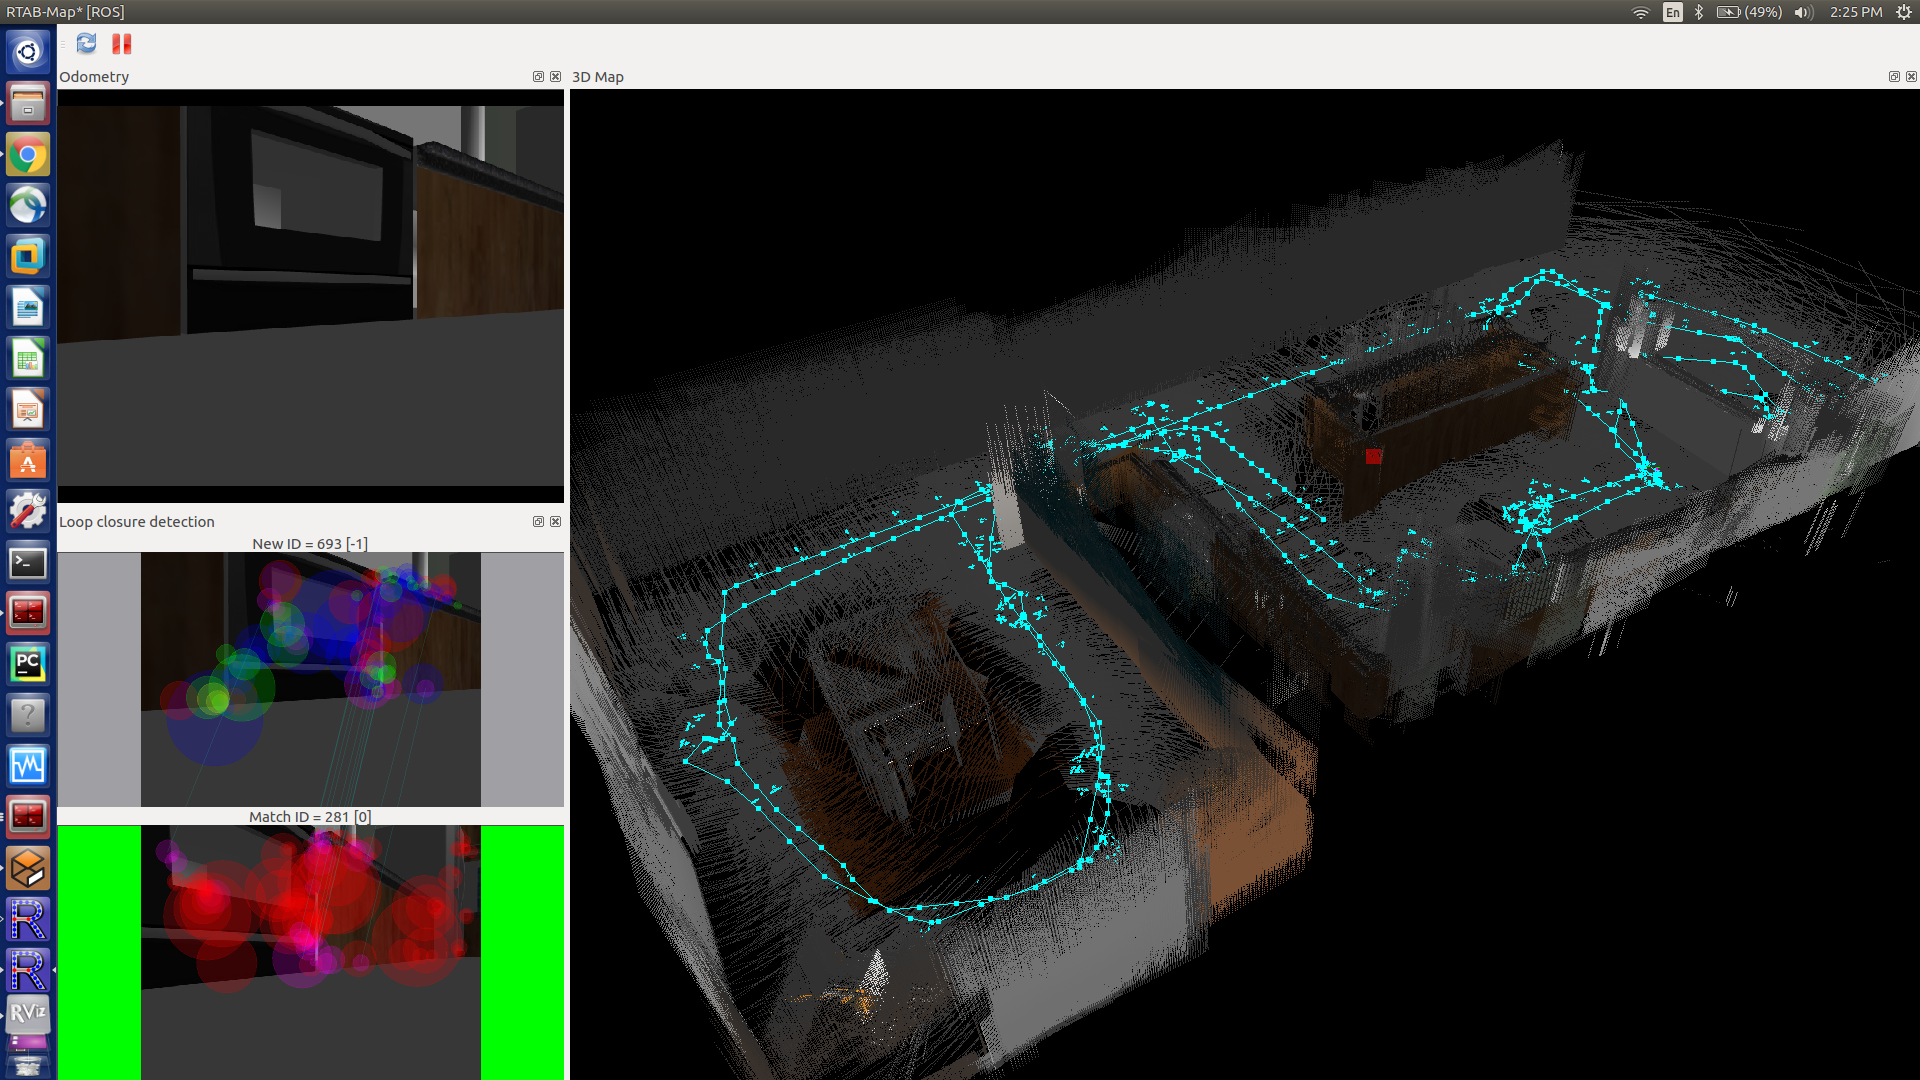 RTAB-Map* [ROS]
En
(49%)
2:25 PM
Odometry
3D Map
Loop closure detection
New ID = 693 [-1]
Match ID = 281 [0]
A
>_
PC
?
R
R
RViz